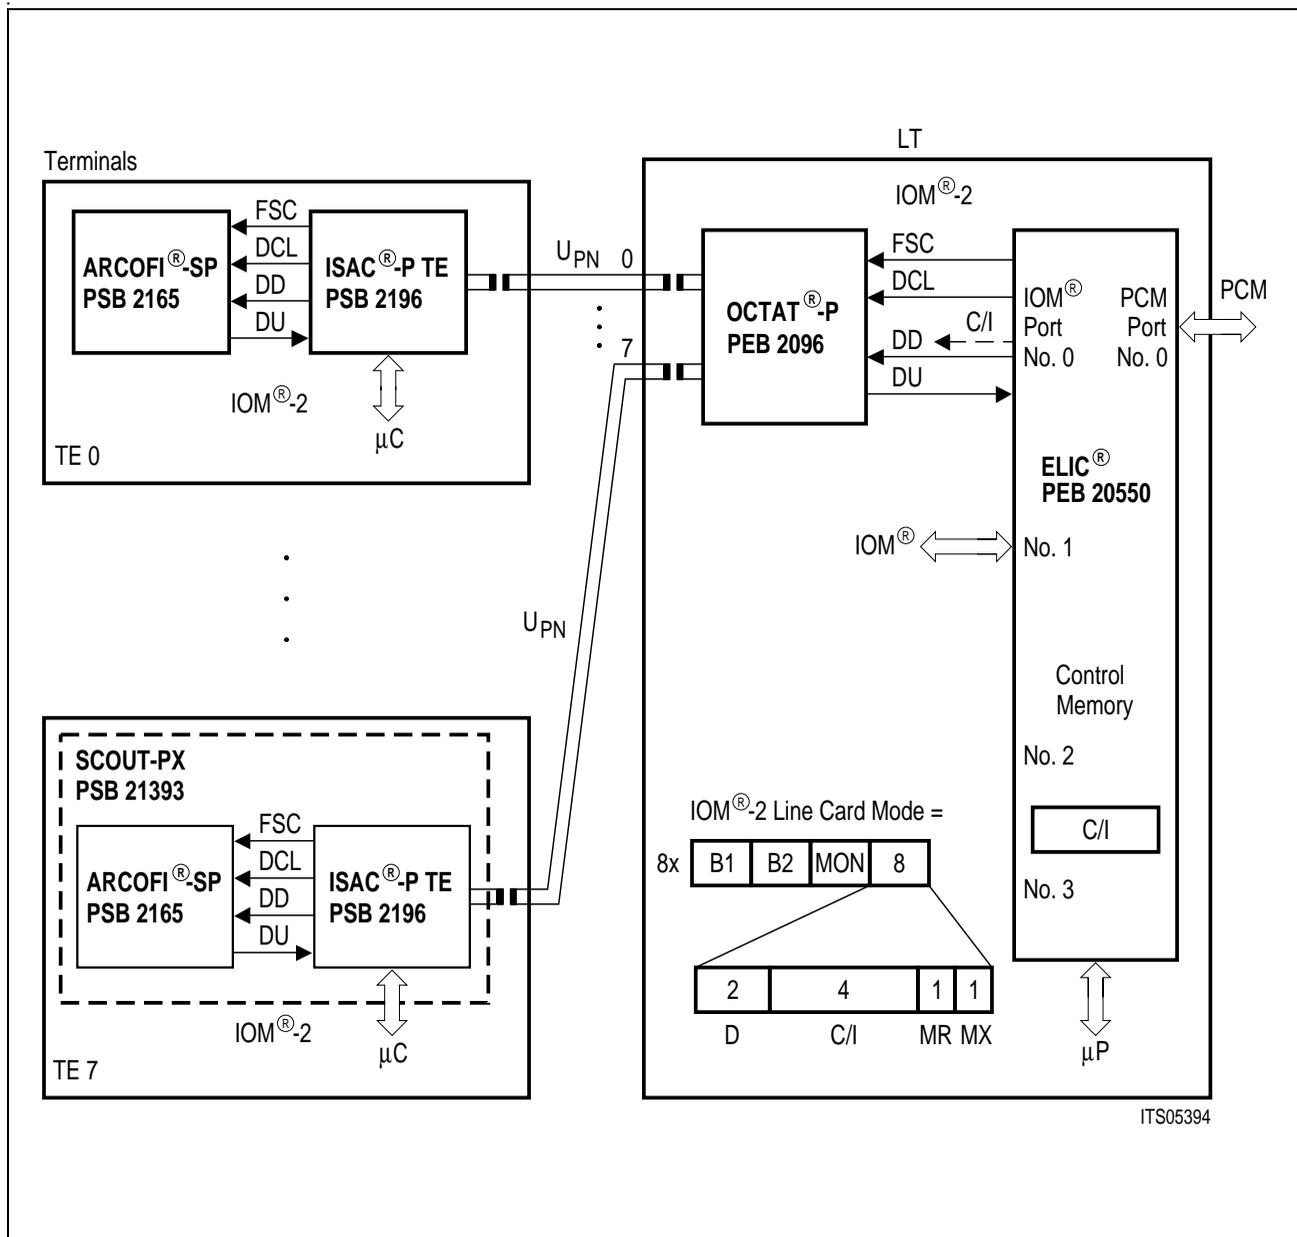 Terminals
FSC
DCL
DD
DU
ARCOFI®-SP
PSB 2165
ISAC®-P TE
PSB 2196
IOM®-2
µC
TE 0
UPN 0
7
UPN
LT
IOM®-2
OCTAT®-P
PEB 2096
FSC
DCL
C/I
DD
DU
IOM®
Port
No. 0
PCM
Port
No. 0
PCM
ELIC®
PEB 20550
IOM®
No. 1
Control
Memory
No. 2
C/I
No. 3
µP
SCOUT-PX
PSB 21393
FSC
DCL
DD
DU
ARCOFI®-SP
PSB 2165
ISAC®-P TE
PSB 2196
IOM®-2
µC
TE 7
IOM®-2 Line Card Mode =
8x B1 B2 MON 8
2 4 1 1
D C/I MR MX
ITS05394